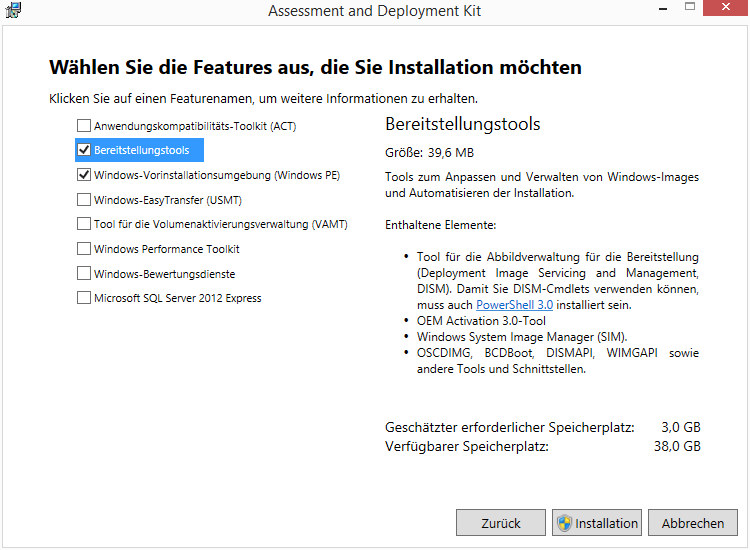 Assessment and Deployment Kit
Wählen Sie die Features aus, die Sie Installation möchten
Klicken Sie auf einen Featurenamen, um weitere Informationen zu erhalten.
Anwendungskompatibilitäts-Toolkit (ACT)
Bereitstellungstools
Windows-Vorinstallationsumgebung (Windows PE)
Windows-EasyTransfer (USMT)
Tool für die Volumenaktivierungsverwaltung (VAMT)
Windows Performance Toolkit
Windows-Bewertungsdienste
Microsoft SQL Server 2012 Express
Bereitstellungstools
Größe: 39,6 MB
Tools zum Anpassen und Verwalten von Windows-Images
und Automatisieren der Installation.
Enthaltene Elemente:
• Tool für die Abbildverwaltung für die Bereitstellung
(Deployment Image Servicing and Management,
DISM). Damit Sie DISM-Cmdlets verwenden können,
muss auch PowerShell 3.0 installiert sein.
• OEM Activation 3.0-Tool
• Windows System Image Manager (SIM).
• OSCDIMG, BCDBoot, DISMAPI, WIMGAPI sowie
andere Tools und Schnittstellen.
Geschätzter erforderlicher Speicherplatz: 3,0 GB
Verfügbarer Speicherplatz: 38,0 GB
Zurück
Installation
Abbrechen